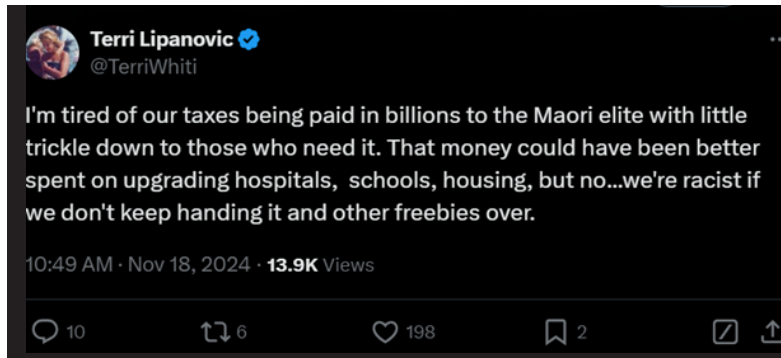 Terri Lipanovic
@TerriWhiti
I'm tired of our taxes being paid in billions to the Maori elite with little
trickle down to those who need it. That money could have been better
spent on upgrading hospitals,  schools, housing, but no...we're racist if
we don't keep handing it and other freebies over.
10:49 AM · Nov 18, 2024 · 13.9K Views
10 6 198 2